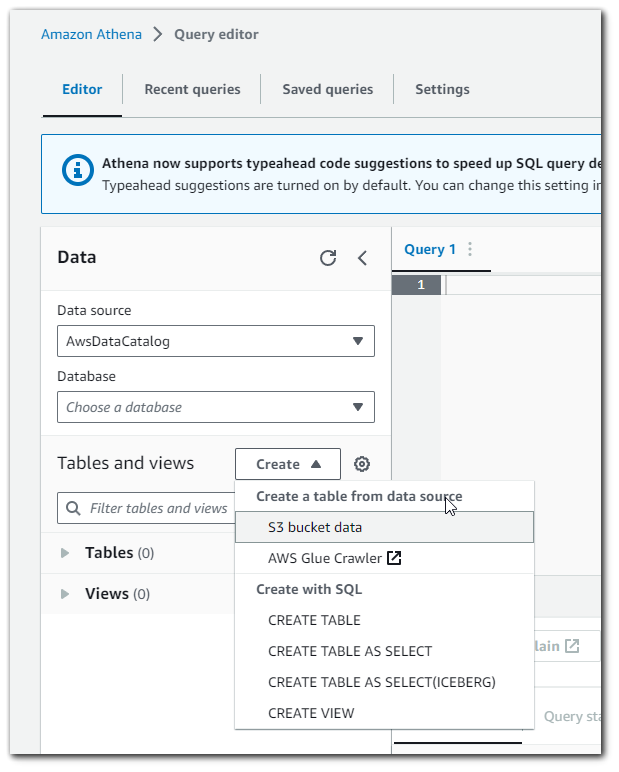 Amazon Athena > Query editor
Editor Recent queries Saved queries Settings
Athena now supports typeahead code suggestions to speed up SQL query de
Typeahead suggestions are turned on by default. You can change this setting in
Data
Query 1
1
Data source
AwsDataCatalog
Database
Choose a database
Tables and views
Create
Create a table from data source
Filter tables and views
S3 bucket data
Tables (0)
AWS Glue Crawler
Create with SQL
Views (0)
CREATE TABLE
CREATE TABLE AS SELECT
lain
CREATE TABLE AS SELECT(ICEBERG)
CREATE VIEW
Query sta